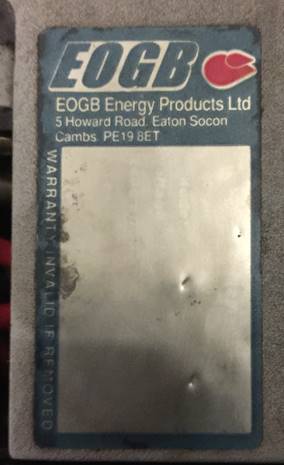 EOGB
EOGB Energy Products Ltd
5 Howard Road. Eaton Socon
Cambs. PE19 8ET
WARRANTY INVALID IF REMOVED